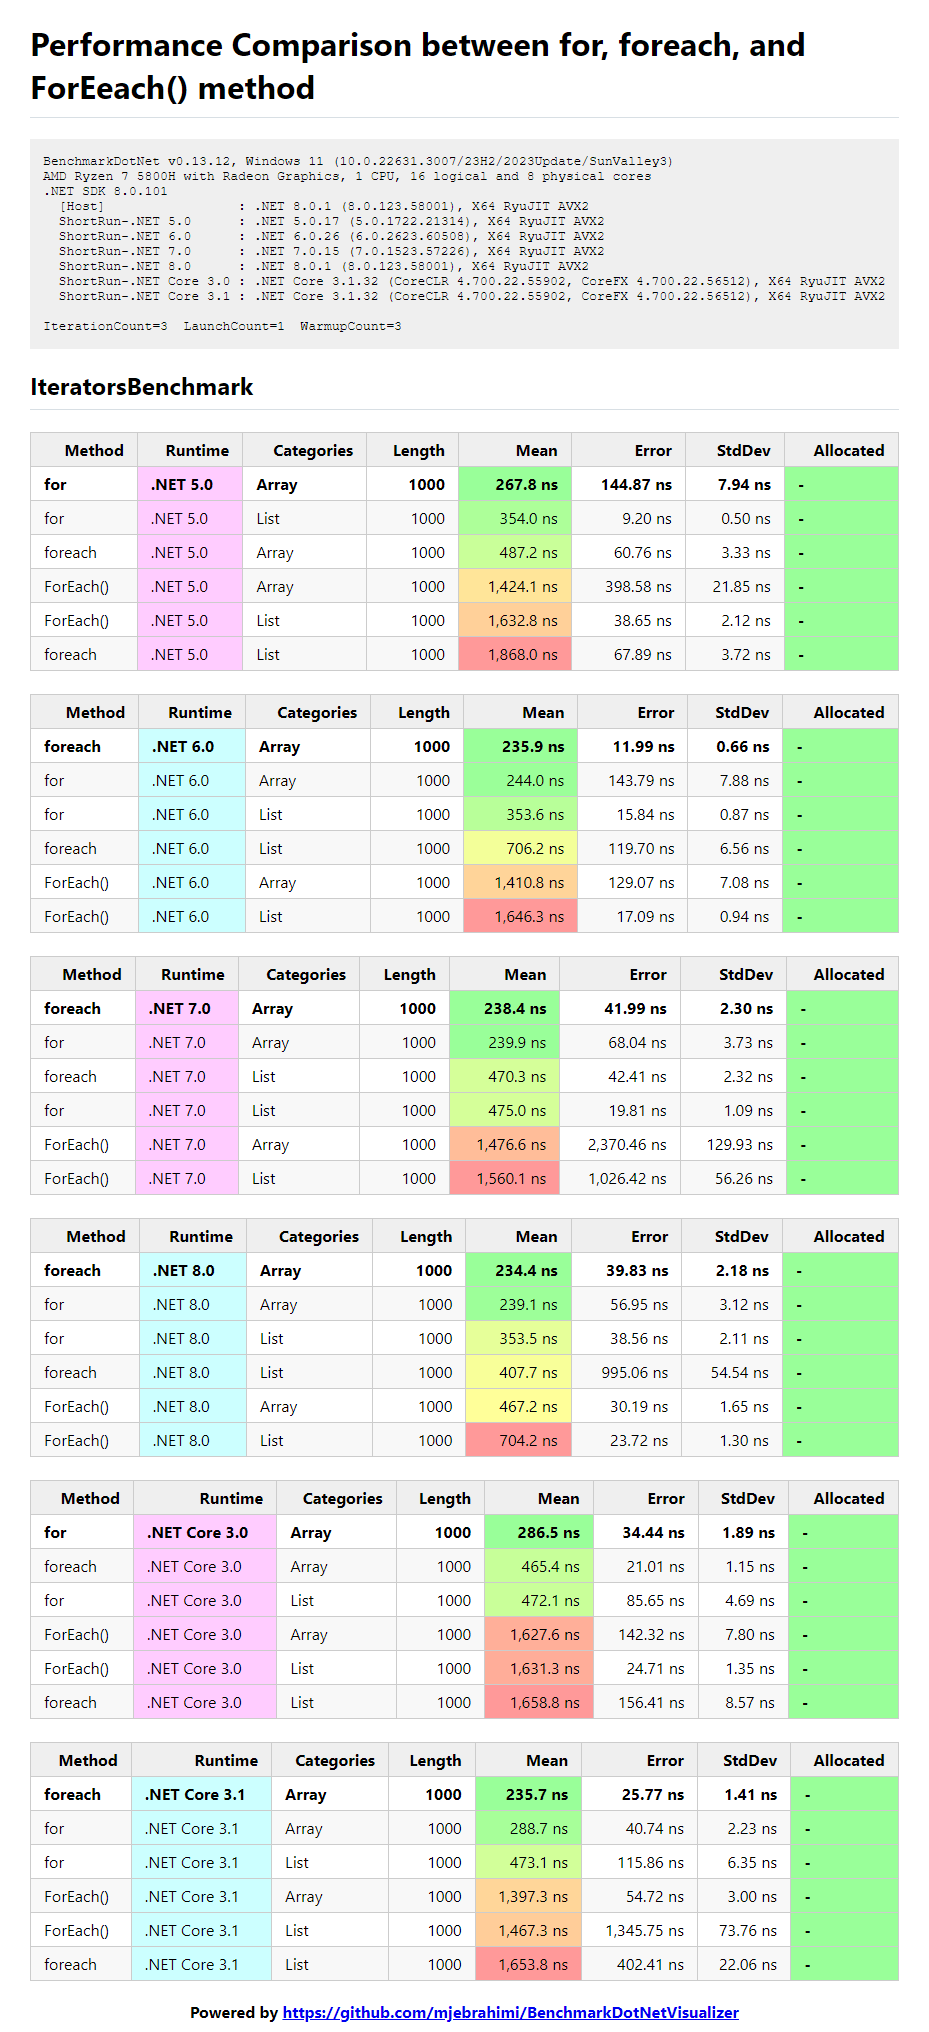 Performance Comparison between for, foreach, and
ForEeach() method
BenchmarkDotNet v0.13.12, Windows 11 (10.0.22631.3007/23H2/2023Update/SunValley3)
AMD Ryzen 7 5800H with Radeon Graphics, 1 CPU, 16 logical and 8 physical cores
.NET SDK 8.0.101
[Host] : .NET 8.0.1 (8.0.123.58001), X64 RyuJIT AVX2
ShortRun-.NET 5.0 : .NET 5.0.17 (5.0.1722.21314), X64 RyuJIT AVX2
ShortRun-.NET 6.0 : .NET 6.0.26 (6.0.2623.60508), X64 RyuJIT AVX2
ShortRun-.NET 7.0 : .NET 7.0.15 (7.0.1523.57226), X64 RyuJIT AVX2
ShortRun-.NET 8.0 : .NET 8.0.1 (8.0.123.58001), X64 RyuJIT AVX2
ShortRun-.NET Core 3.0 : .NET Core 3.1.32 (CoreCLR 4.700.22.55902, CoreFX 4.700.22.56512), X64 RyuJIT AVX2
ShortRun-.NET Core 3.1 : .NET Core 3.1.32 (CoreCLR 4.700.22.55902, CoreFX 4.700.22.56512), X64 RyuJIT AVX2
IterationCount=3 LaunchCount=1 WarmupCount=3
IteratorsBenchmark
Method Runtime Categories Length Mean Error StdDev Allocated
for .NET 5.0 Array 1000 267.8 ns 144.87 ns 7.94 ns -
for .NET 5.0 List 1000 354.0 ns 9.20 ns 0.50 ns -
foreach .NET 5.0 Array 1000 487.2 ns 60.76 ns 3.33 ns -
ForEach() .NET 5.0 Array 1000 1,424.1 ns 398.58 ns 21.85 ns -
ForEach() .NET 5.0 List 1000 1,632.8 ns 38.65 ns 2.12 ns -
foreach .NET 5.0 List 1000 1,868.0 ns 67.89 ns 3.72 ns -
Method Runtime Categories Length Mean Error StdDev Allocated
foreach .NET 6.0 Array 1000 235.9 ns 11.99 ns 0.66 ns -
for .NET 6.0 Array 1000 244.0 ns 143.79 ns 7.88 ns -
for .NET 6.0 List 1000 353.6 ns 15.84 ns 0.87 ns -
foreach .NET 6.0 List 1000 706.2 ns 119.70 ns 6.56 ns -
ForEach() .NET 6.0 Array 1000 1,410.8 ns 129.07 ns 7.08 ns -
ForEach() .NET 6.0 List 1000 1,646.3 ns 17.09 ns 0.94 ns -
Method Runtime Categories Length Mean Error StdDev Allocated
foreach .NET 7.0 Array 1000 238.4 ns 41.99 ns 2.30 ns -
for .NET 7.0 Array 1000 239.9 ns 68.04 ns 3.73 ns -
foreach .NET 7.0 List 1000 470.3 ns 42.41 ns 2.32 ns -
for .NET 7.0 List 1000 475.0 ns 19.81 ns 1.09 ns -
ForEach() .NET 7.0 Array 1000 1,476.6 ns 2,370.46 ns 129.93 ns -
ForEach() .NET 7.0 List 1000 1,560.1 ns 1,026.42 ns 56.26 ns -
Method Runtime Categories Length Mean Error StdDev Allocated
foreach .NET 8.0 Array 1000 234.4 ns 39.83 ns 2.18 ns -
for .NET 8.0 Array 1000 239.1 ns 56.95 ns 3.12 ns -
for .NET 8.0 List 1000 353.5 ns 38.56 ns 2.11 ns -
foreach .NET 8.0 List 1000 407.7 ns 995.06 ns 54.54 ns -
ForEach() .NET 8.0 Array 1000 467.2 ns 30.19 ns 1.65 ns -
ForEach() .NET 8.0 List 1000 704.2 ns 23.72 ns 1.30 ns -
Method Runtime Categories Length Mean Error StdDev Allocated
for .NET Core 3.0 Array 1000 286.5 ns 34.44 ns 1.89 ns -
foreach .NET Core 3.0 Array 1000 465.4 ns 21.01 ns 1.15 ns -
for .NET Core 3.0 List 1000 472.1 ns 85.65 ns 4.69 ns -
ForEach() .NET Core 3.0 Array 1000 1,627.6 ns 142.32 ns 7.80 ns -
ForEach() .NET Core 3.0 List 1000 1,631.3 ns 24.71 ns 1.35 ns -
foreach .NET Core 3.0 List 1000 1,658.8 ns 156.41 ns 8.57 ns -
Method Runtime Categories Length Mean Error StdDev Allocated
foreach .NET Core 3.1 Array 1000 235.7 ns 25.77 ns 1.41 ns -
for .NET Core 3.1 Array 1000 288.7 ns 40.74 ns 2.23 ns -
for .NET Core 3.1 List 1000 473.1 ns 115.86 ns 6.35 ns -
ForEach() .NET Core 3.1 Array 1000 1,397.3 ns 54.72 ns 3.00 ns -
ForEach() .NET Core 3.1 List 1000 1,467.3 ns 1,345.75 ns 73.76 ns -
foreach .NET Core 3.1 List 1000 1,653.8 ns 402.41 ns 22.06 ns -
Powered by https://github.com/mjebrahimi/BenchmarkDotNetVisualizer